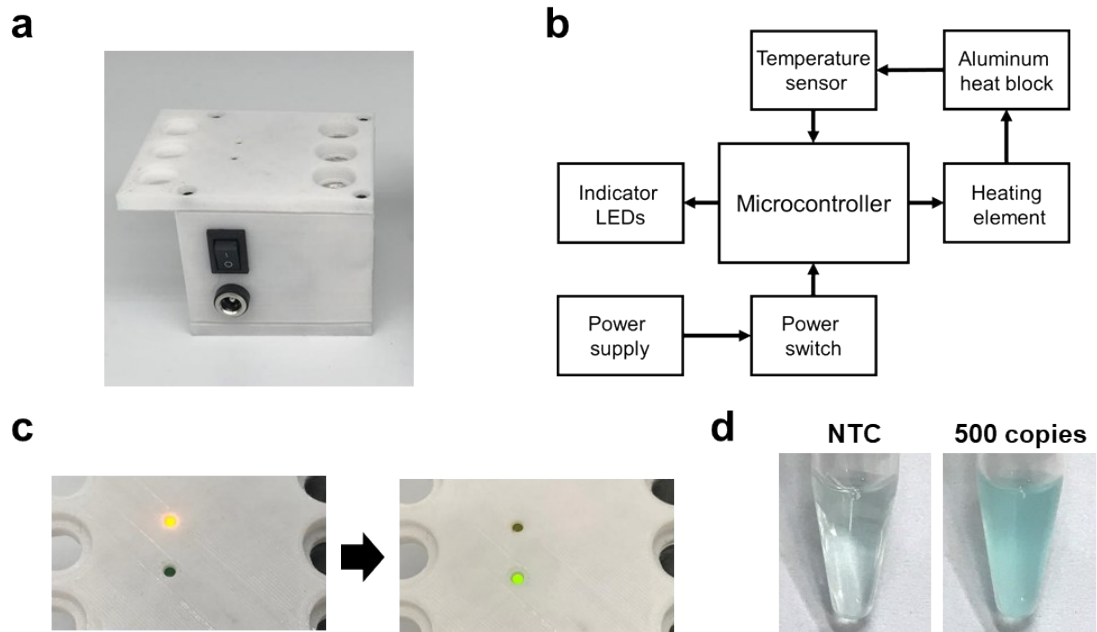 a
b
Temperature
sensor
Aluminum
heat block
Indicator
LEDs
Microcontroller
Heating
element
Power
supply
Power
switch
c
d
NTC
500 copies